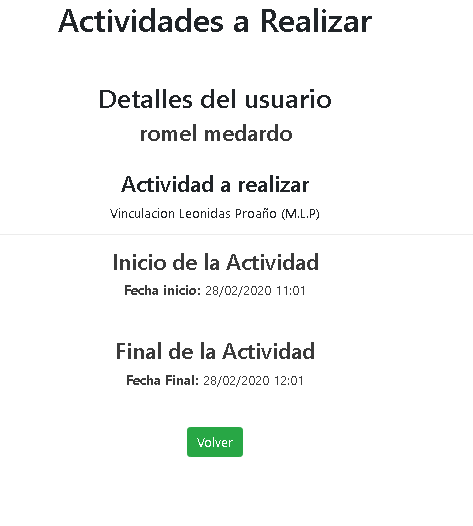 Actividades a Realizar
Detalles del usuario
romel medardo
Actividad a realizar
Vinculacion Leonidas Proaño (M.L.P)
Inicio de la Actividad
Fecha inicio: 28/02/2020 11:01
Final de la Actividad
Fecha Final: 28/02/2020 12:01
Volver